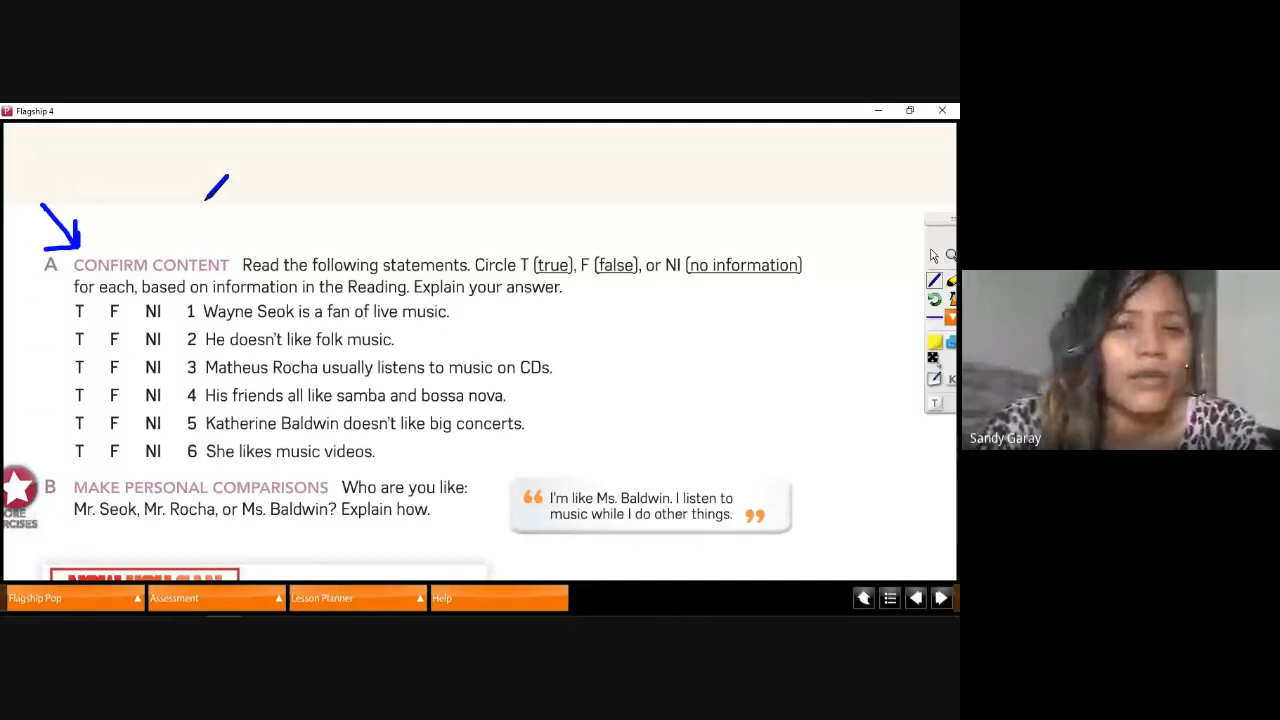 Flagship 4
A CONFIRM CONTENT Read the following statements. Circle T (true), F (false), or NI (no information)
for each, based on information in the Reading. Explain your answer.
T F NI 1 Wayne Seok is a fan of live music.
T F NI 2 He doesn't like folk music.
T F NI 3 Matheus Rocha usually listens to music on CDs.
T F NI 4 His friends all like samba and bossa nova.
T F NI 5 Katherine Baldwin doesn't like big concerts.
T F NI 6 She likes music videos.
B MAKE PERSONAL COMPARISONS Who are you like:
Mr. Seok, Mr. Rocha, or Ms. Baldwin? Explain how.
“ I'm like Ms. Baldwin. I listen to
music while I do other things. ”
Sandy Garay
Flagship Pop
Assessment
Lesson Planner
Help